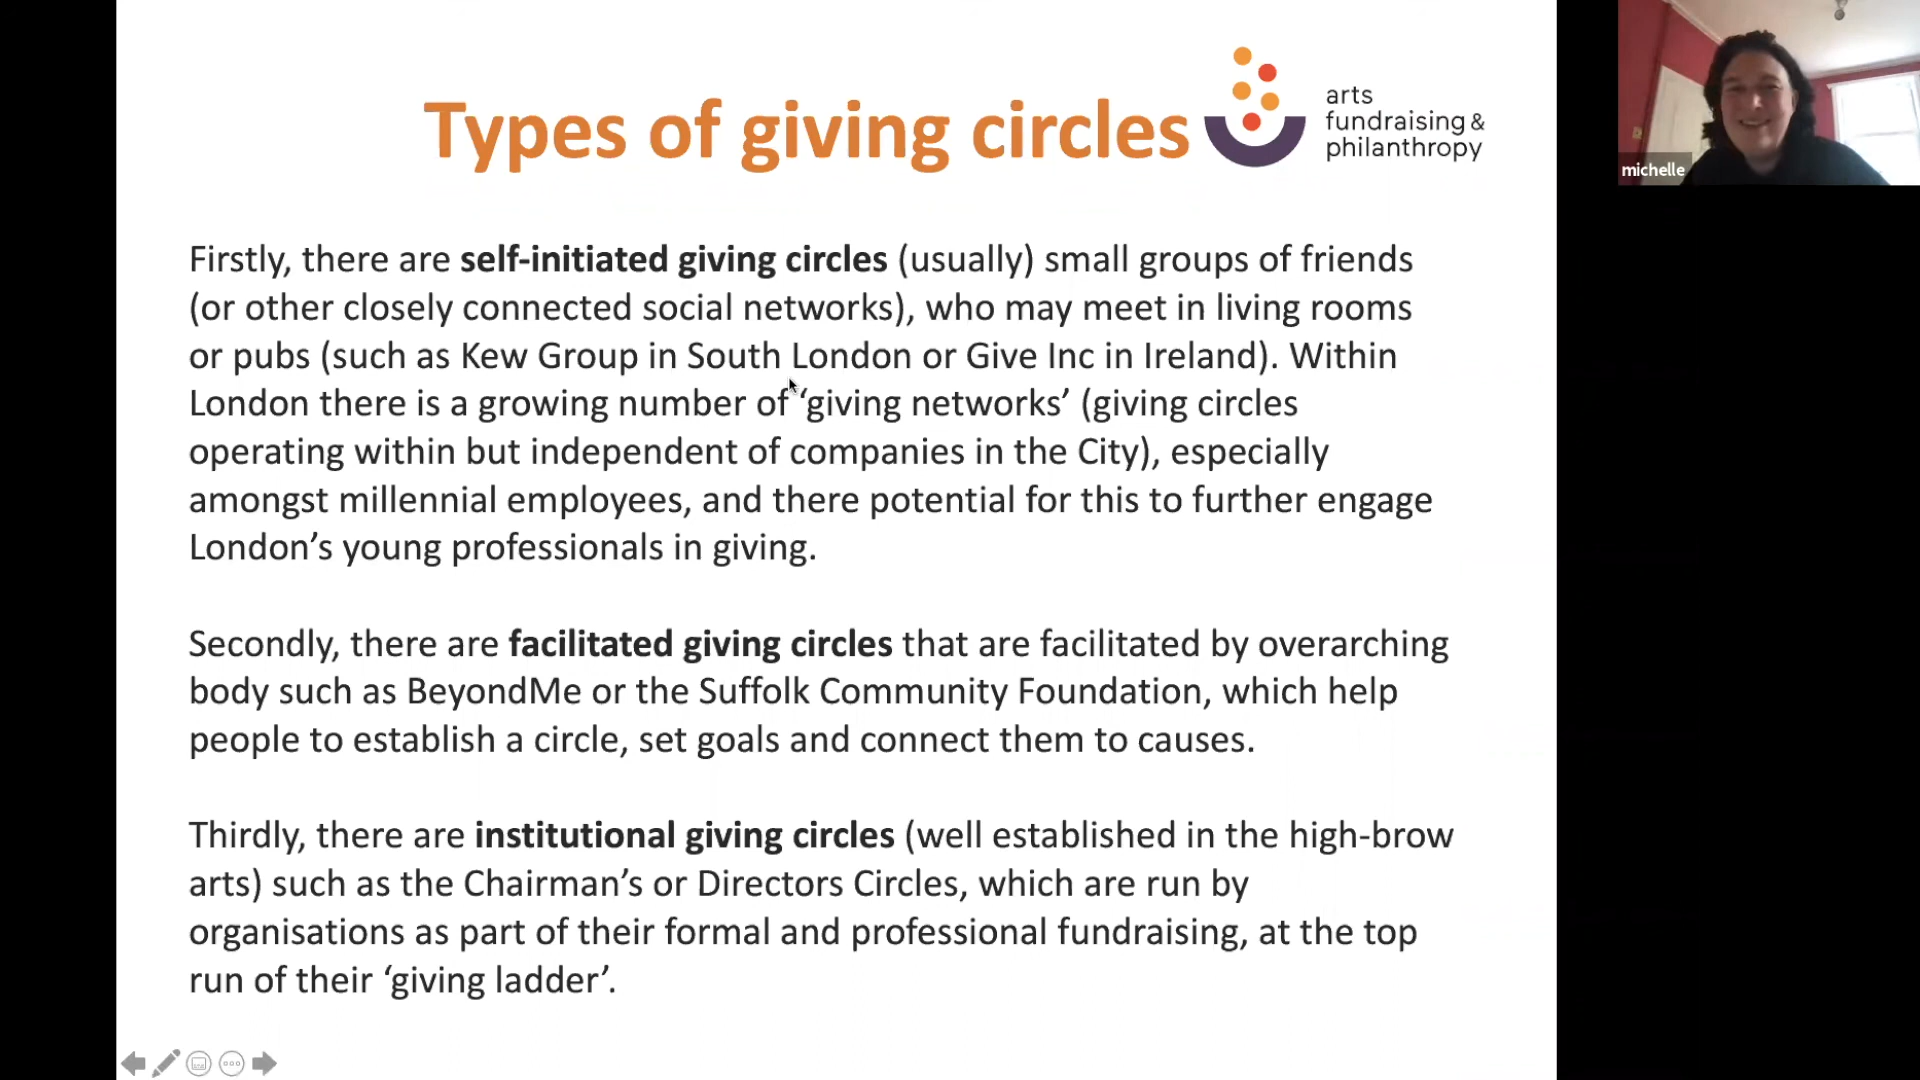 Types of giving circles
arts
fundraising &
philanthropy
michelle
Firstly, there are self-initiated giving circles (usually) small groups of friends
(or other closely connected social networks), who may meet in living rooms
or pubs (such as Kew Group in South London or Give Inc in Ireland). Within
London there is a growing number of ‘giving networks’ (giving circles
operating within but independent of companies in the City), especially
amongst millennial employees, and there potential for this to further engage
London’s young professionals in giving.
Secondly, there are facilitated giving circles that are facilitated by overarching
body such as BeyondMe or the Suffolk Community Foundation, which help
people to establish a circle, set goals and connect them to causes.
Thirdly, there are institutional giving circles (well established in the high-brow
arts) such as the Chairman’s or Directors Circles, which are run by
organisations as part of their formal and professional fundraising, at the top
run of their ‘giving ladder’.